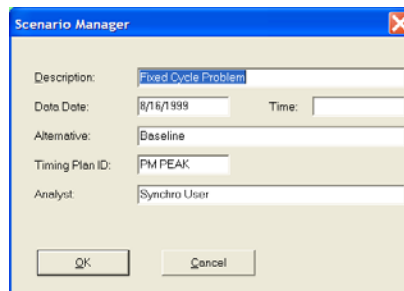 Scenario Manager
Description: Fixed Cycle Problem
Data Date: 8/16/1999 Time:
Alternative: Baseline
Timing Plan ID: PM PEAK
Analyst: Synchro User
OK Cancel